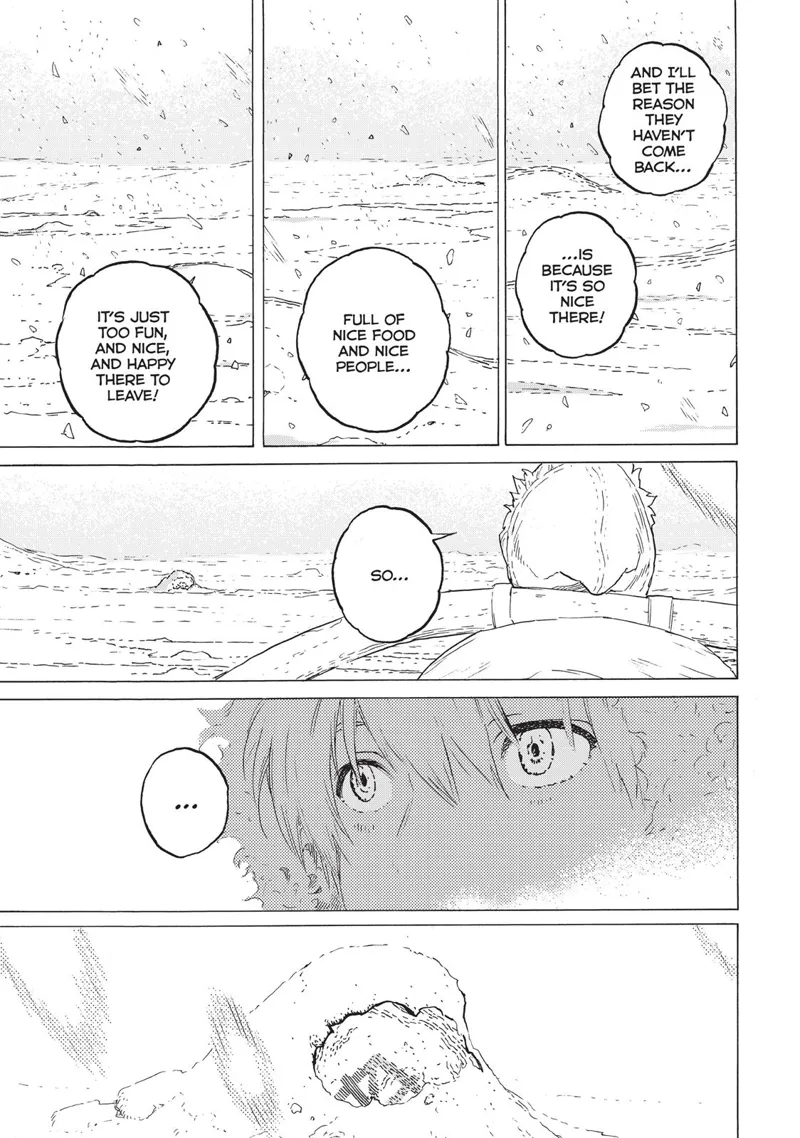 AND I'LL
BET THE
REASON
THEY
HAVEN'T
COME
BACK...
...IS
BECAUSE
IT'S SO
NICE
THERE!
FULL OF
NICE FOOD
AND NICE
PEOPLE...
IT'S JUST
TOO FUN,
AND NICE,
AND HAPPY
THERE TO
LEAVE!
SO...
...